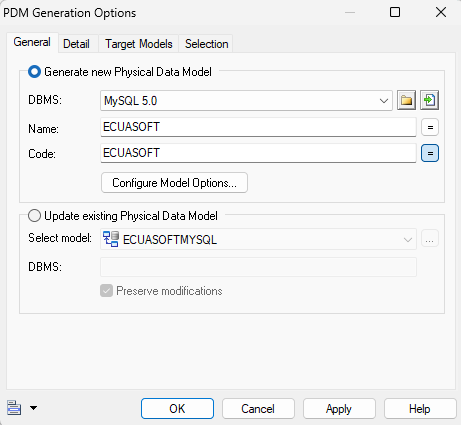 PDM Generation Options
General Detail Target Models Selection
Generate new Physical Data Model
DBMS: MySQL 5.0
Name: ECUASOFT =
Code: ECUASOFT =
Configure Model Options...
Update existing Physical Data Model
Select model: ECUASOFTMYSQL ...
DBMS:
Preserve modifications
OK Cancel Apply Help